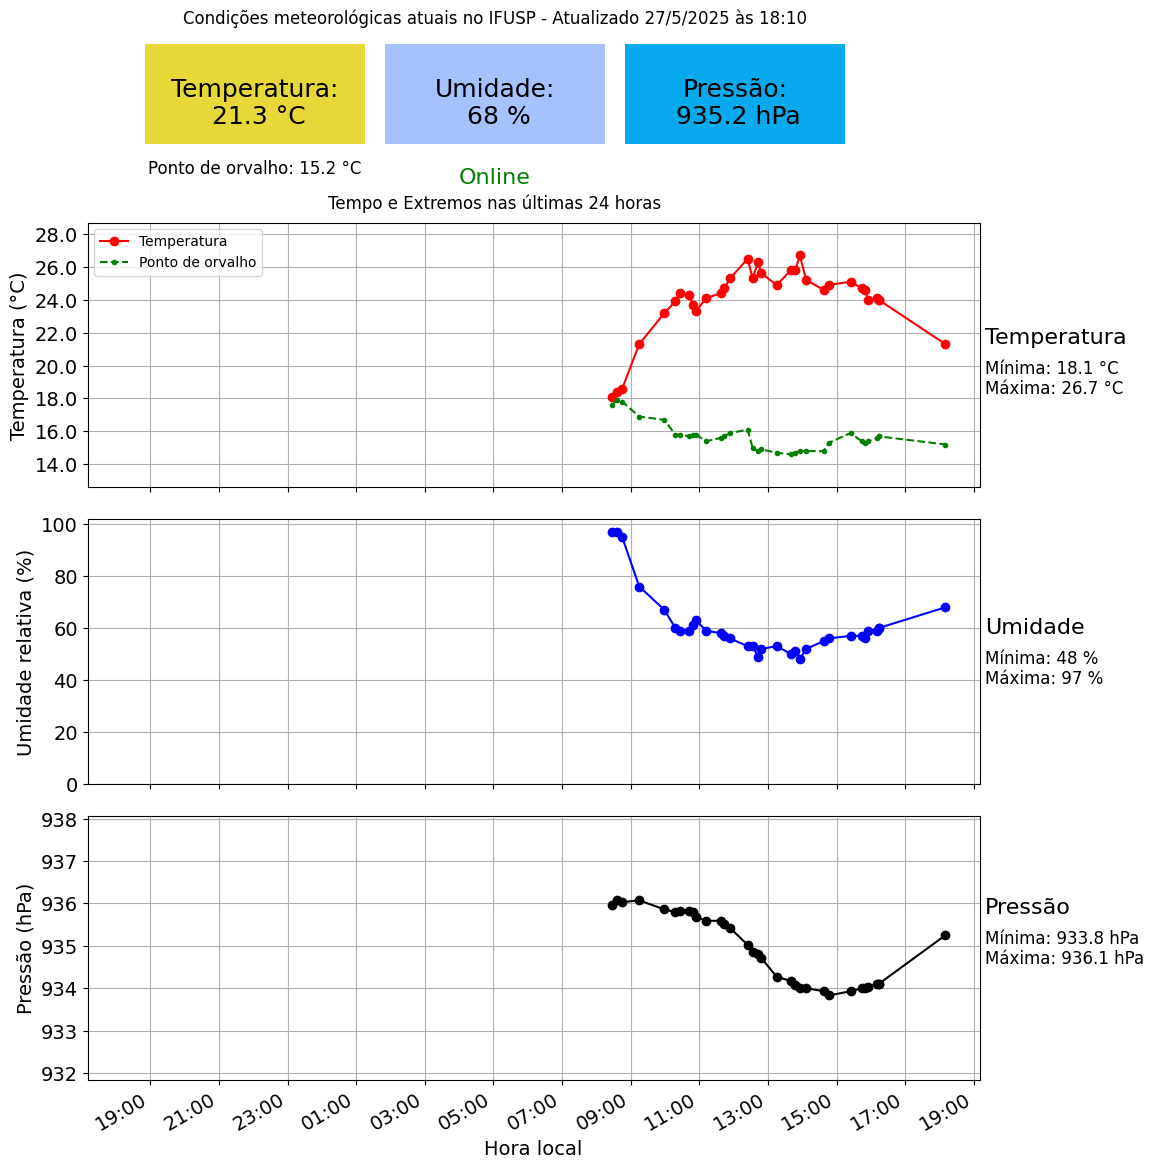 Condições meteorológicas atuais no IFUSP - Atualizado 27/5/2025 às 18:10
Temperatura:
21.3 °C
Umidade:
68 %
Pressão:
935.2 hPa
Ponto de orvalho: 15.2 °C
Online
Tempo e Extremos nas últimas 24 horas
Temperatura (°C)
28.0
26.0
24.0
22.0
20.0
18.0
16.0
14.0
Temperatura
Ponto de orvalho
Temperatura
Mínima: 18.1 °C
Máxima: 26.7 °C
Umidade relativa (%)
100
80
60
40
20
0
Umidade
Mínima: 48 %
Máxima: 97 %
Pressão (hPa)
938
937
936
935
934
933
932
Pressão
Mínima: 933.8 hPa
Máxima: 936.1 hPa
19:00 21:00 23:00 01:00 03:00 05:00 07:00 09:00 11:00 13:00 15:00 17:00 19:00
Hora local